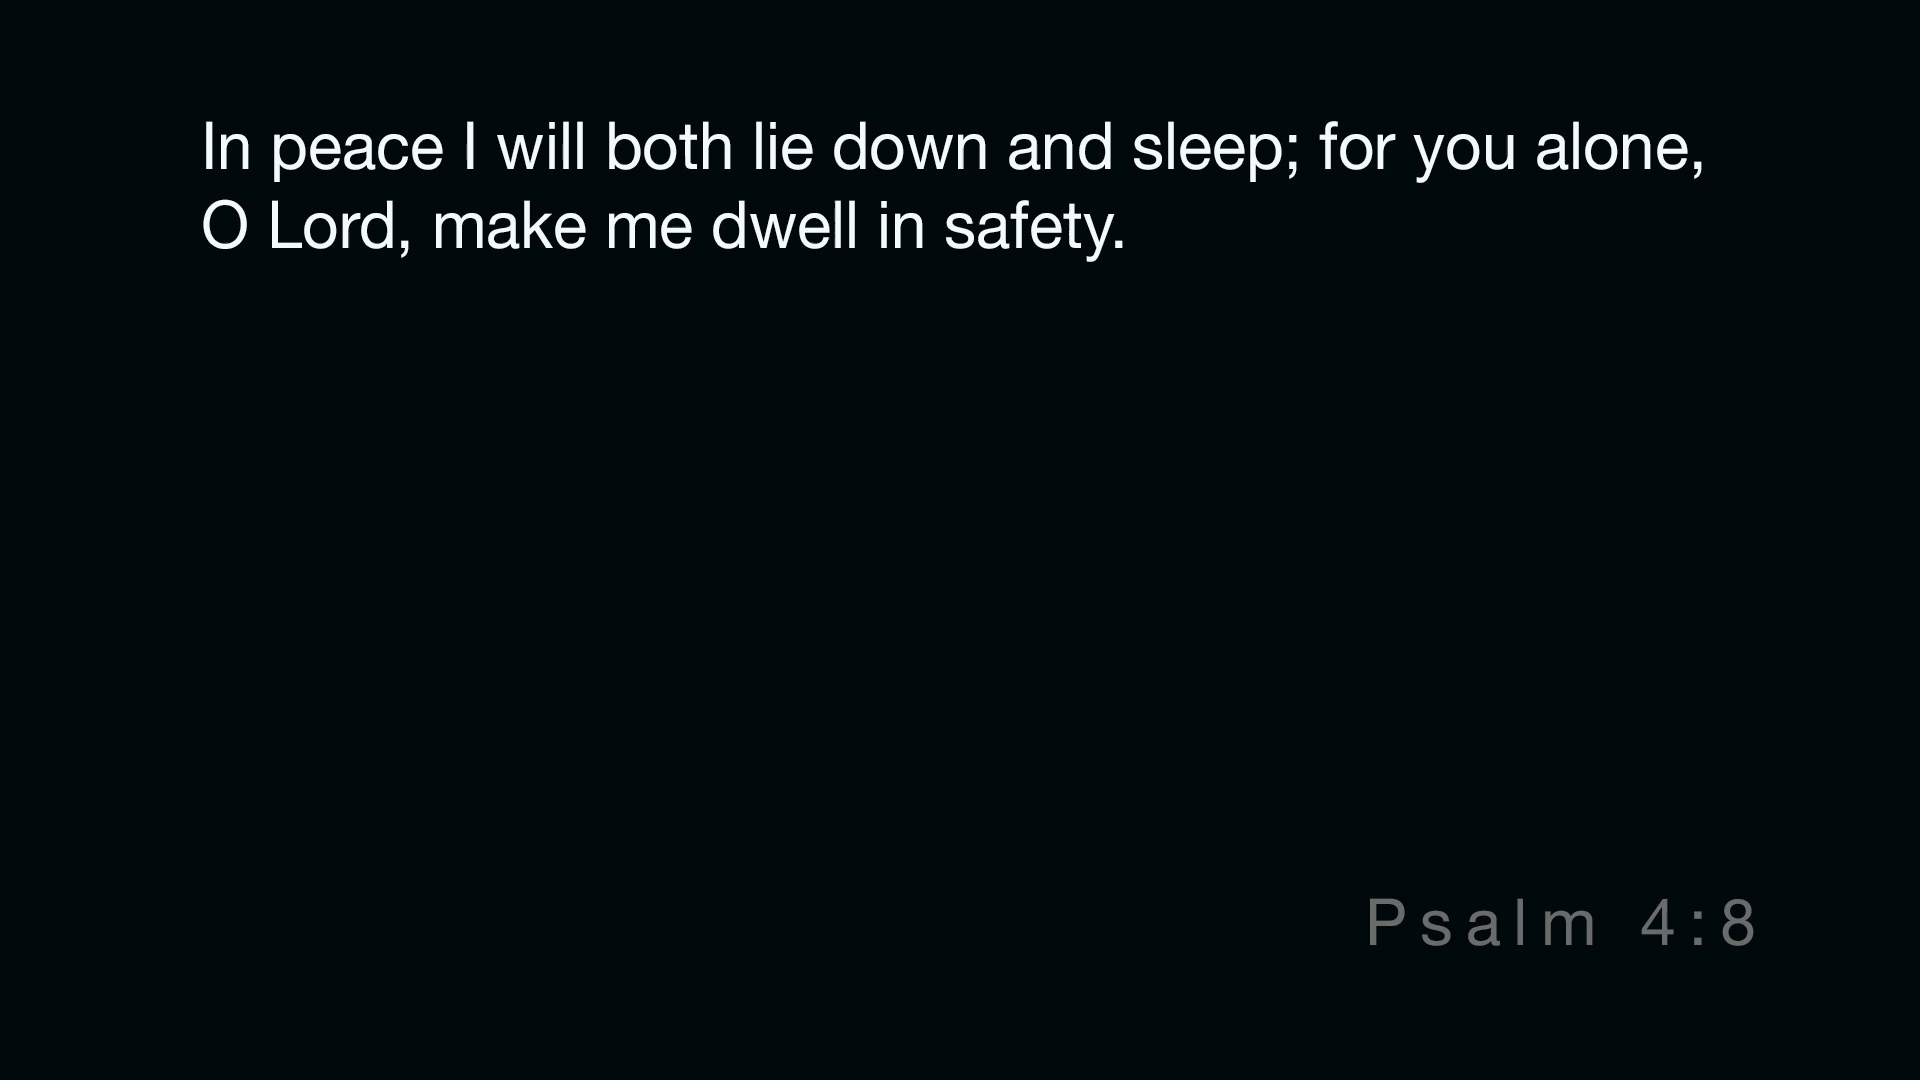 In peace I will both lie down and sleep; for you alone,
O Lord, make me dwell in safety.
Psalm 4:8